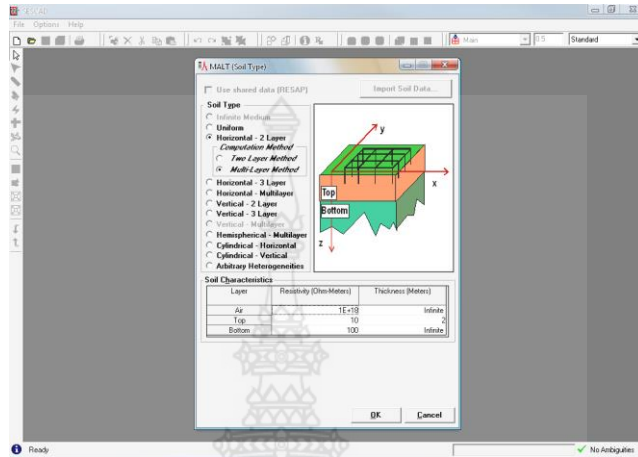 SESCAD
File Options Help
Main
0.5
Standard
MALT (Soil Type)
Use shared data (RESAP)
Import Soil Data...
Soil Type
Infinite Medium
Uniform
Horizontal - 2 Layer
Computation Method
Two Layer Method
Multi-Layer Method
Horizontal - 3 Layer
Horizontal - Multilayer
Vertical - 2 Layer
Vertical - 3 Layer
Vertical - Multilayer
Hemispherical - Multilayer
Cylindrical - Horizontal
Cylindrical - Vertical
Arbitrary Heterogeneities
y
x
Top
Bottom
z
Soil Characteristics
Layer Resistivity (Ohm-Meters) Thickness (Meters)
Air 1E+18 Infinite
Top 10 2
Bottom 100 Infinite
OK Cancel
Ready
No Ambiguities